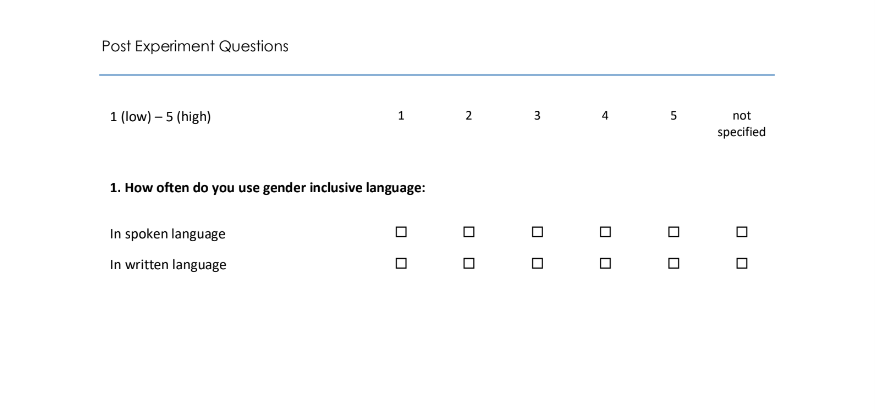 Post Experiment Questions
1 (low) – 5 (high) 1 2 3 4 5 not
specified
1. How often do you use gender inclusive language:
In spoken language ☐ ☐ ☐ ☐ ☐ ☐
In written language ☐ ☐ ☐ ☐ ☐ ☐